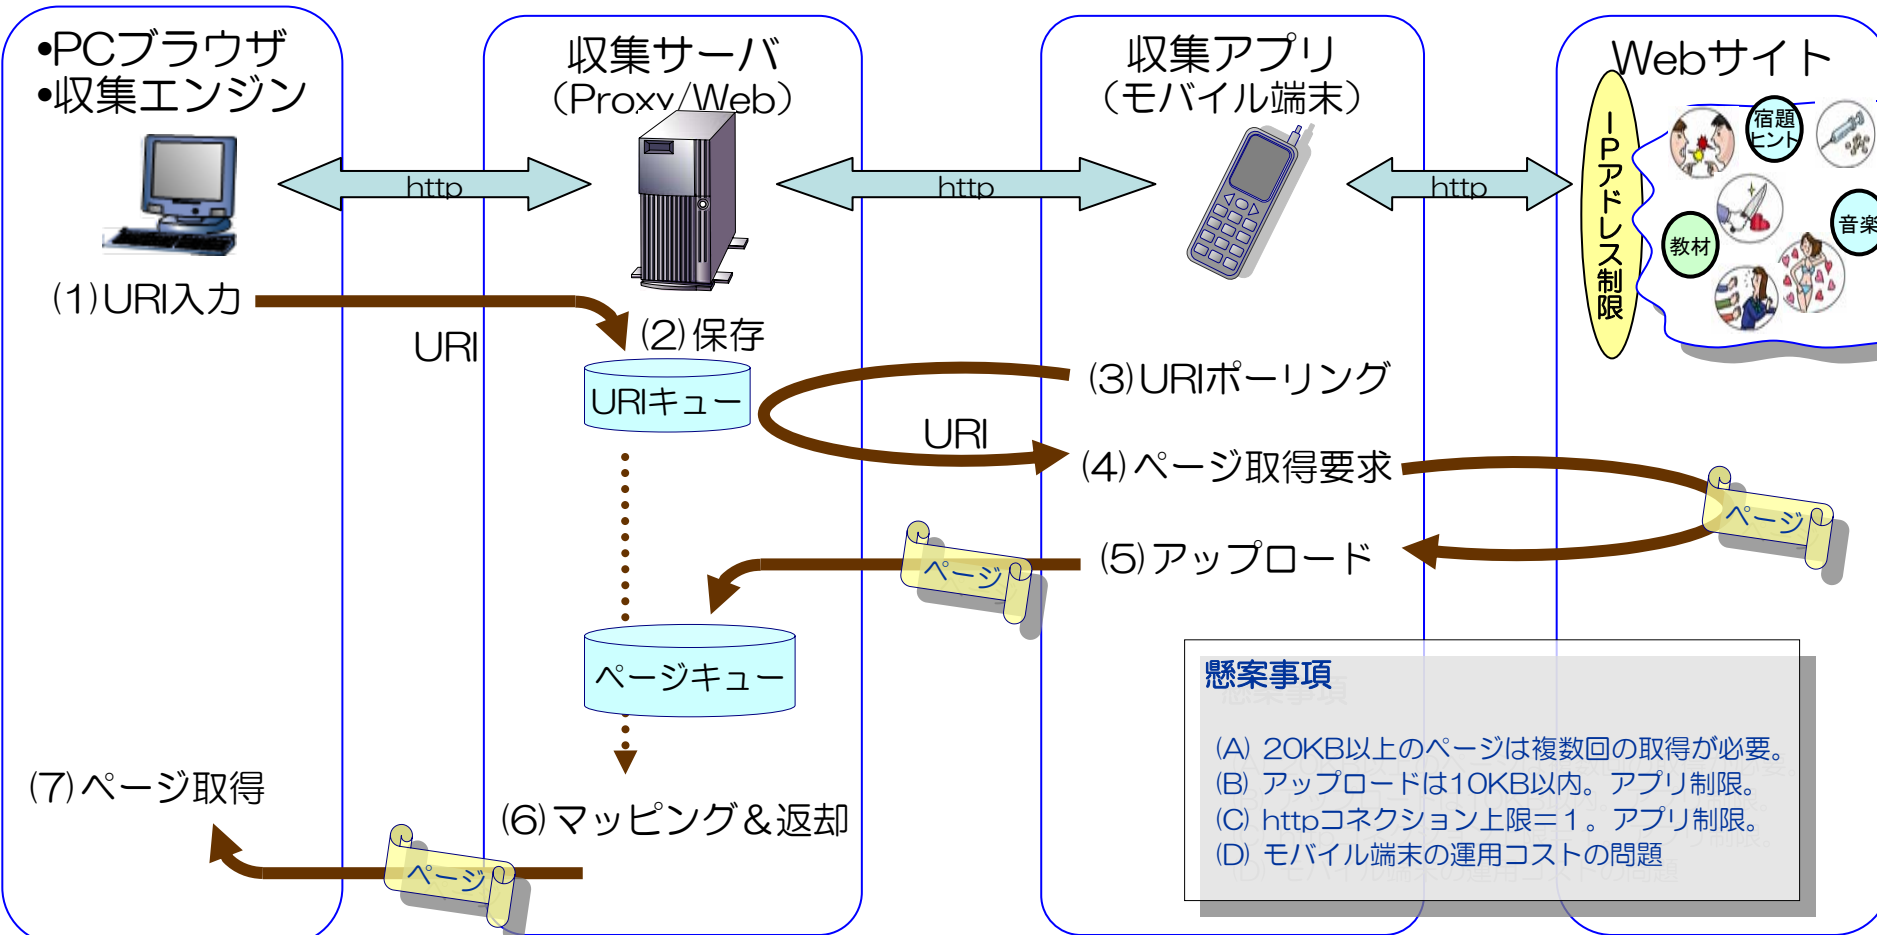 •PCブラウザ
•収集エンジン
収集サーバ
(Proxy/Web)
収集アプリ
(モバイル端末)
Webサイト
IPアドレス制限
宿題
ヒント
教材
音楽
http
http
http
(1)URI入力
URI
(2)保存
URIキュー
(3)URIポーリング
URI
(4)ページ取得要求
ページ
(5)アップロード
ページ
ページキュー
(6)マッピング&返却
(7)ページ取得
ページ
懸案事項
(A) 20KB以上のページは複数回の取得が必要。
(B) アップロードは10KB以内。アプリ制限。
(C) httpコネクション上限=1。アプリ制限。
(D) モバイル端末の運用コストの問題